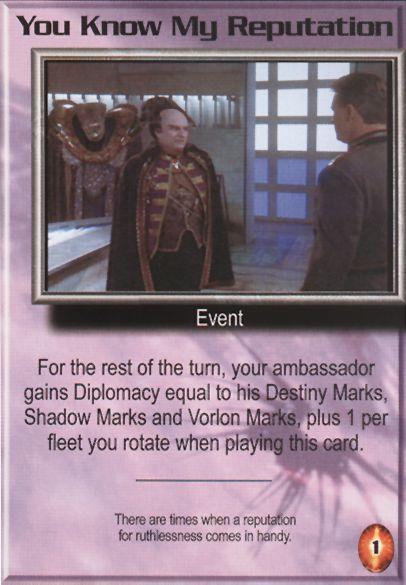 You Know My Reputation
Event
For the rest of the turn, your ambassador
gains Diplomacy equal to his Destiny Marks,
Shadow Marks and Vorlon Marks, plus 1 per
fleet you rotate when playing this card.
There are times when a reputation
for ruthlessness comes in handy.
1